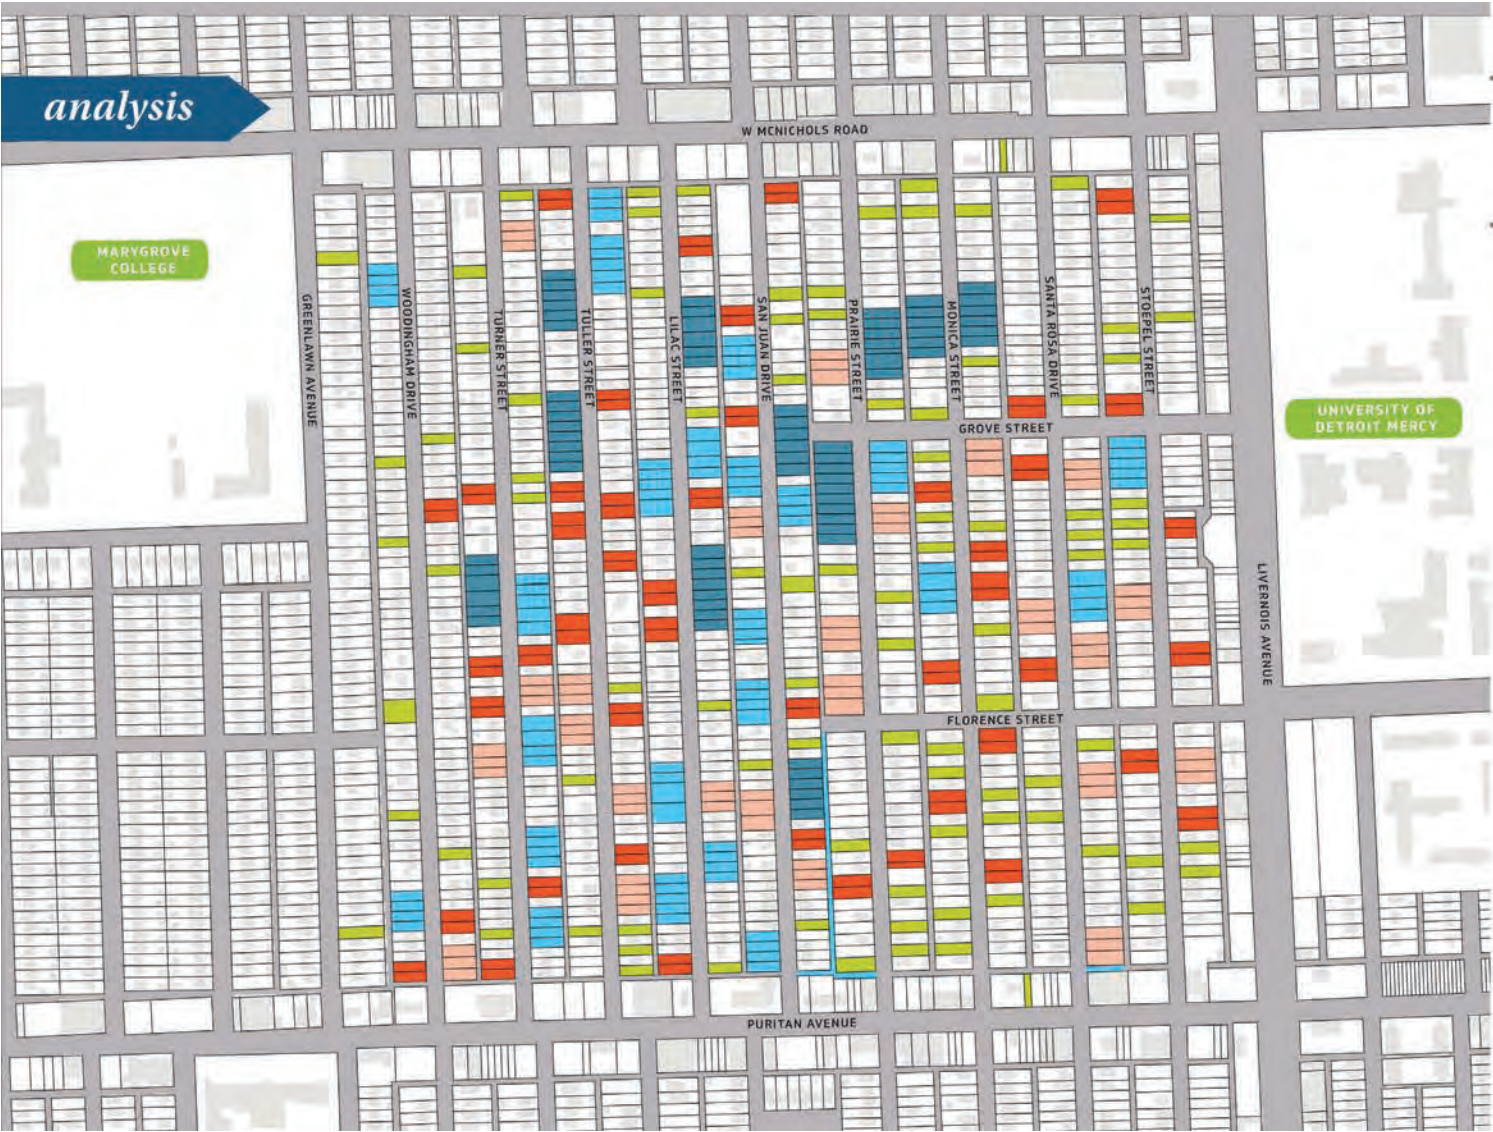 analysis
W MCNICHOLS ROAD
MARYGROVE
COLLEGE
GREENLAWN AVENUE
WOODINGHAM DRIVE
TURNER STREET
TULLER STREET
LILAC STREET
SAN JUAN DRIVE
PRAIRIE STREET
MONICA STREET
SANTA ROSA DRIVE
STOEPEL STREET
GROVE STREET
UNIVERSITY OF
DETROIT MERCY
LIVERNOIS AVENUE
FLORENCE STREET
PURITAN AVENUE